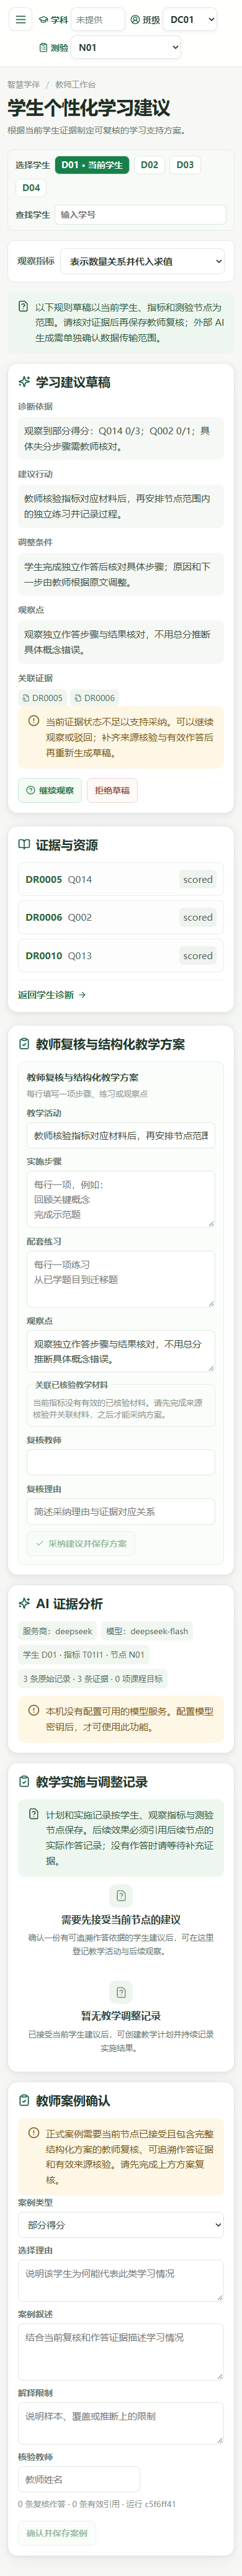 学科 未提供 班级 DC01
测验 N01
智慧学伴 / 教师工作台
学生个性化学习建议
根据当前学生证据制定可复核的学习支持方案。
选择学生 D01 • 当前学生 D02 D03
D04
查找学生 输入学号
观察指标 表示数量关系并代入求值
以下规则草稿以当前学生、指标和测验节点为
范围。请核对证据后再保存教师复核；外部 AI
生成需单独确认数据传输范围。
学习建议草稿
诊断依据
观察到部分得分：Q014 0/3；Q002 0/1；具
体失分步骤需教师核对。
建议行动
教师核验指标对应材料后，再安排节点范围内
的独立练习并记录过程。
调整条件
学生完成独立作答后核对具体步骤；原因和下
一步由教师根据原文调整。
观察点
观察独立作答步骤与结果核对，不用总分推断
具体概念错误。
关联证据
DR0005 DR0006
当前证据状态不足以支持采纳。可以继续
观察或驳回；补齐来源核验与有效作答后
再重新生成草稿。
继续观察 拒绝草稿
证据与资源
DR0005 Q014 scored
DR0006 Q002 scored
DR0010 Q013 scored
返回学生诊断 →
教师复核与结构化教学方案
教师复核与结构化教学方案
每行填写一项步骤、练习或观察点
教学活动
教师核验指标对应材料后，再安排节点范围
实施步骤
每行一项，例如：
回顾关键概念
完成示范题
配套练习
每行一项练习
从已学题目到迁移题
观察点
观察独立作答步骤与结果核对，不用总分
推断具体概念错误。
关联已核验教学材料
当前指标没有有效的已核验材料。请先完成来源
核验并关联材料，之后才能采纳方案。
复核教师
复核理由
简述采纳理由与证据对应关系
采纳建议并保存方案
AI 证据分析
服务商：deepseek 模型：deepseek-flash
学生 D01 · 指标 T01I1 · 节点 N01
3 条原始记录 · 3 条证据 · 0 项课程目标
本机没有配置可用的模型服务。配置模型
密钥后，才可使用此功能。
教学实施与调整记录
计划和实施记录按学生、观察指标与测验
节点保存。后续效果必须引用后续节点的
实际作答记录；没有作答时请等待补充证
据。
需要先接受当前节点的建议
确认一份有可追溯作答依据的学生建议后，可在这里
登记教学活动与后续观察。
暂无教学调整记录
已接受当前学生建议后，可创建教学计划并持续记录
实施结果。
教师案例确认
正式案例需要当前节点已接受且包含完整
结构化方案的教师复核、可追溯作答证据
和有效来源核验。请先完成上方方案复
核。
案例类型
部分得分
选择理由
说明该学生为何能代表此类学习情况
案例叙述
结合当前复核和作答证据描述学习情况
解释限制
说明样本、覆盖或推断上的限制
核验教师
教师姓名
0 条复核作答 · 0 条有效引用 · 运行 c5f6ff41
确认并保存案例